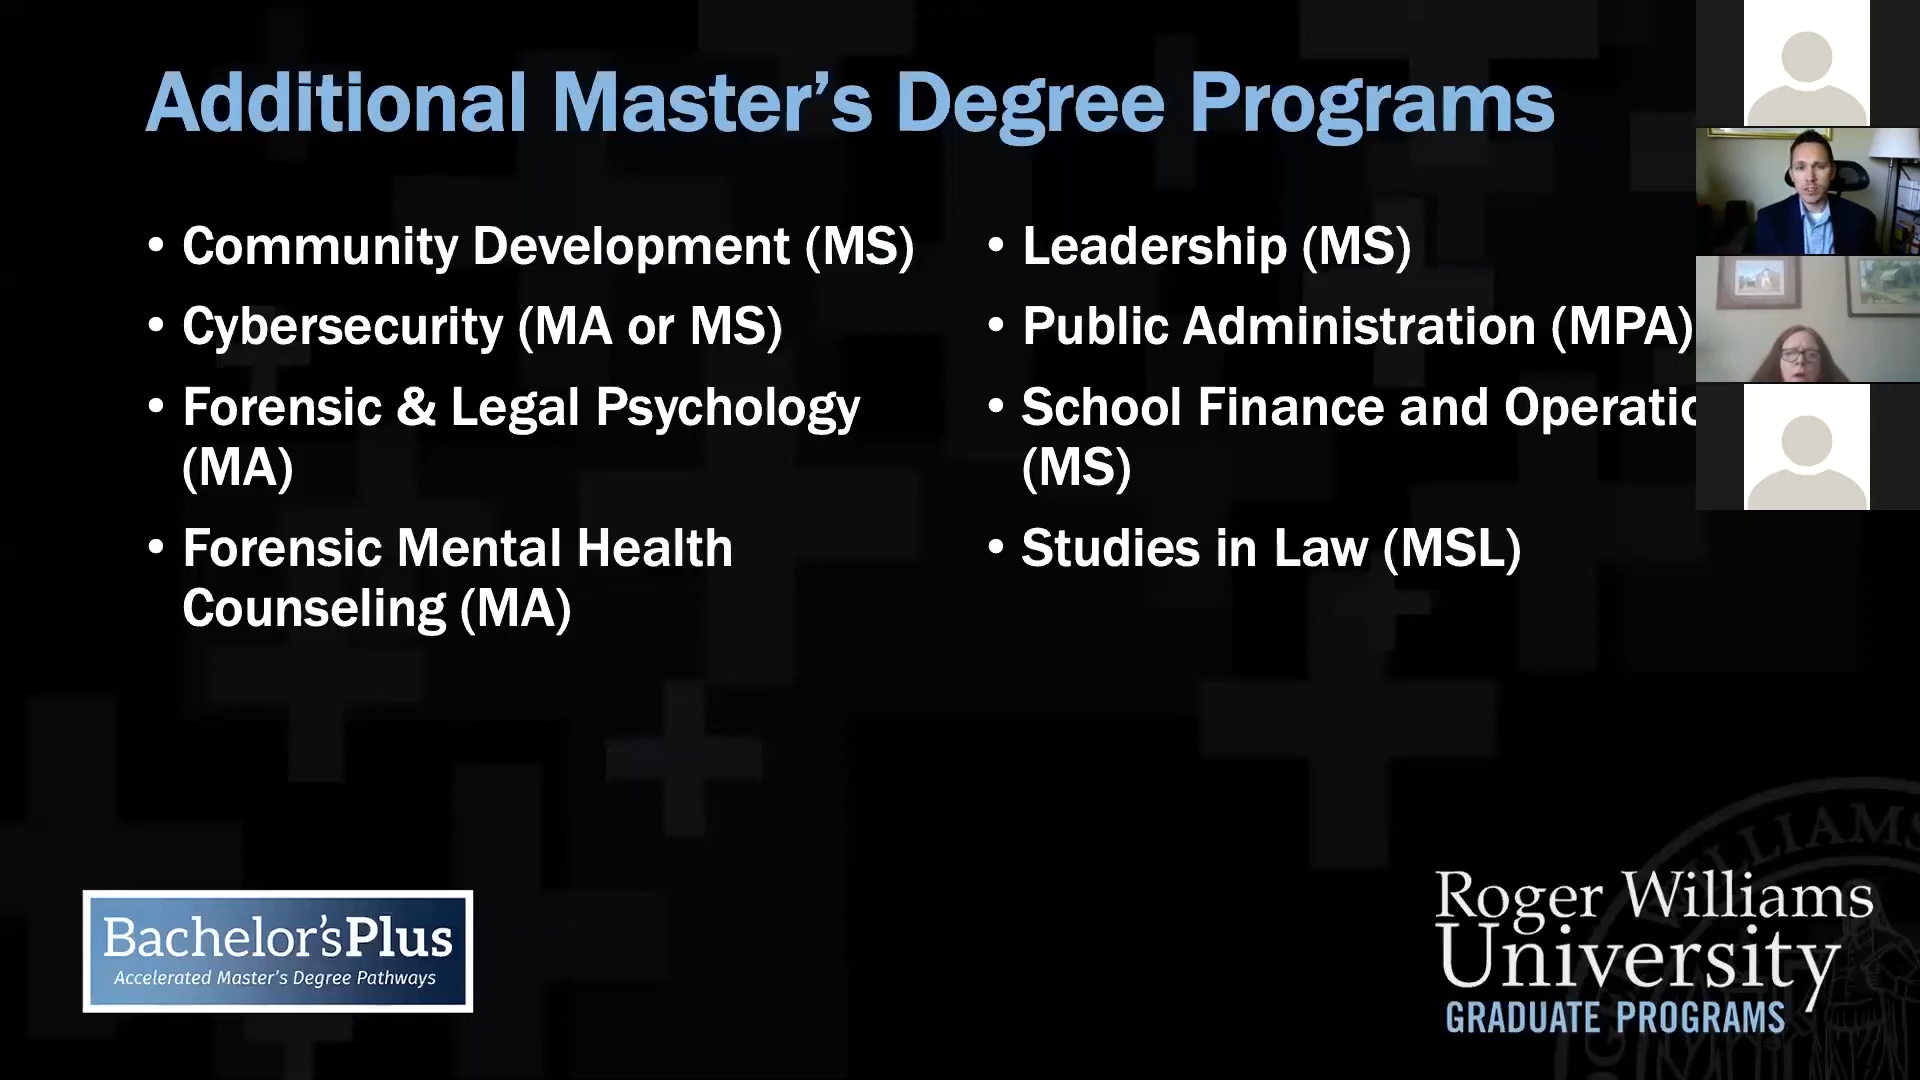 Additional Master’s Degree Programs
• Community Development (MS)
• Cybersecurity (MA or MS)
• Forensic & Legal Psychology
(MA)
• Forensic Mental Health
Counseling (MA)
• Leadership (MS)
• Public Administration (MPA)
• School Finance and
(MS)
• Studies in Law (MSL)
Bachelor’sPlus
Accelerated Master’s Degree Pathways
Roger Williams
University
GRADUATE PROGRAMS
WILLIAMS